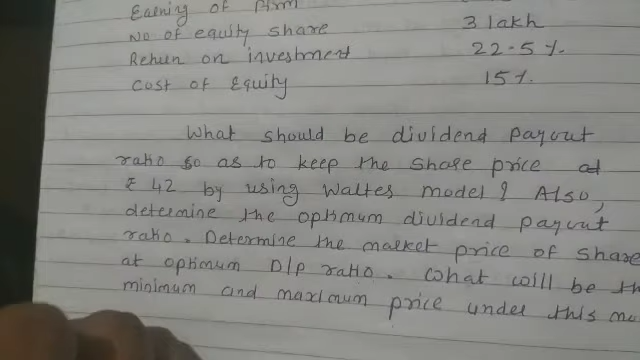 Earning of Firm
No of equity share 3 lakh
Return on investment 22.5%.
Cost of Equity 15%.
What should be dividend payout
ratio so as to keep the share price at
₹ 42 by using Walter model? Also,
determine the optimum dividend payout
ratio. Determine the market price of share
at optimum D/P ratio. What will be th
minimum and maximum price under this mo